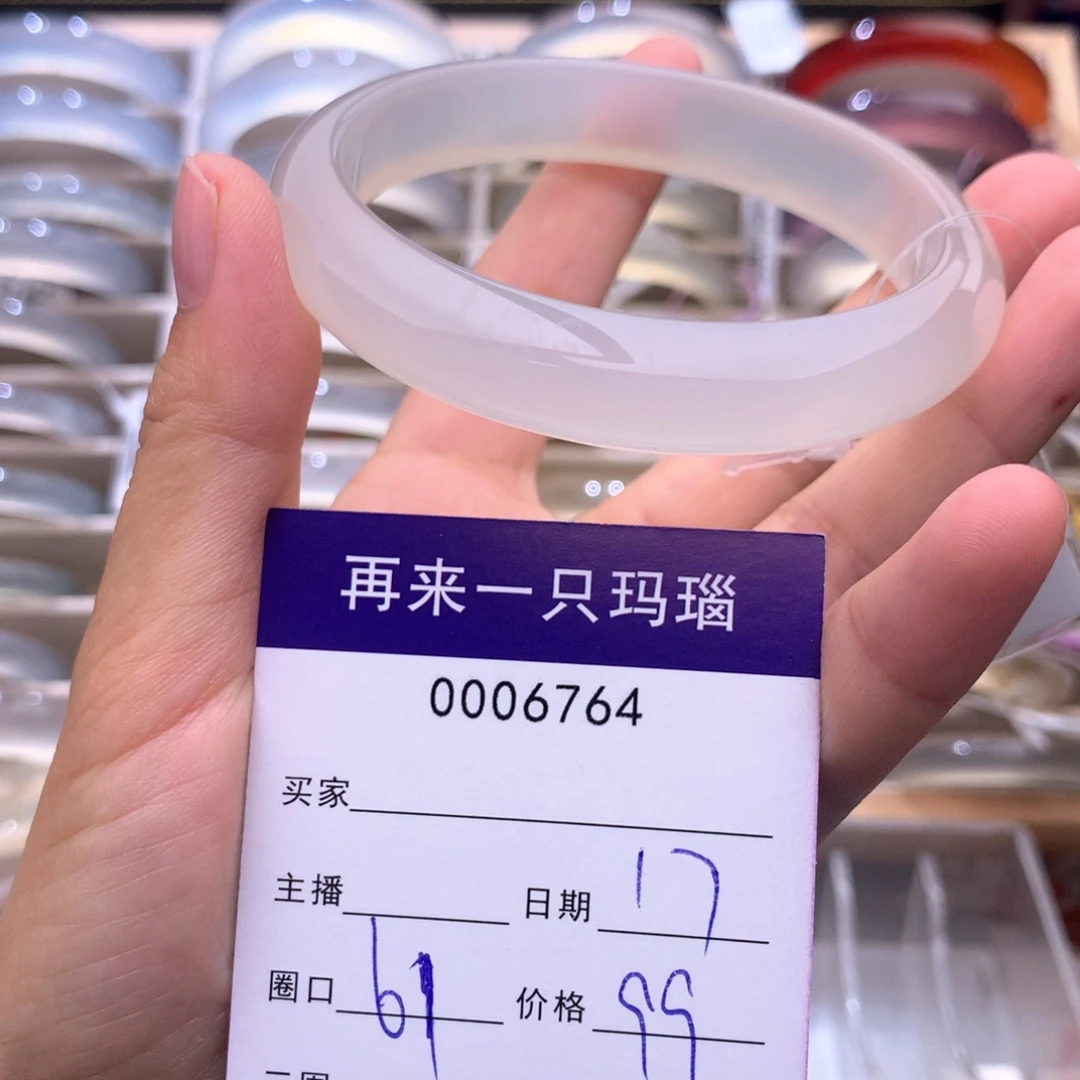 再来一只玛瑙
0006764
买家
主播 日期 17
圈口 61 价格 99